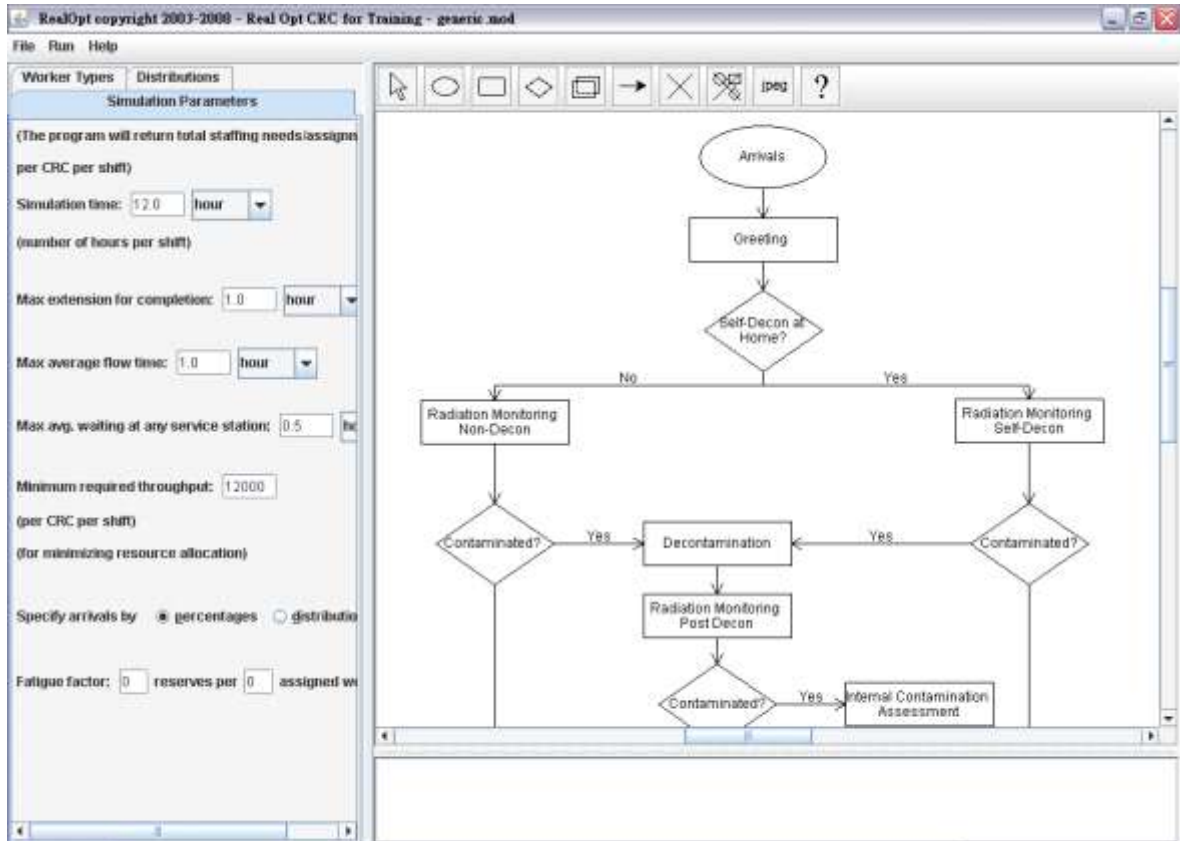 RealOpt copyright 2003-2008 - Real Opt CRC for Training - generic.mod
File Run Help
Worker Types Distributions
Simulation Parameters
(The program will return total staffing needs/assignm
per CRC per shift)
Simulation time: 12.0 hour
(number of hours per shift)
Max extension for completion: 1.0 hour
Max average flow time: 1.0 hour
Max avg. waiting at any service station: 0.5 ho
Minimum required throughput: 12000
(per CRC per shift)
(for minimizing resource allocation)
Specify arrivals by percentages distributio
Fatigue factor: 0 reserves per 0 assigned wo
jpeg ?
Arrivals
Greeting
Self-Decon at
Home?
No Yes
Radiation Monitoring
Non-Decon
Radiation Monitoring
Self-Decon
Contaminated? Yes Decontamination Yes Contaminated?
Radiation Monitoring
Post Decon
Contaminated? Yes Internal Contamination
Assessment